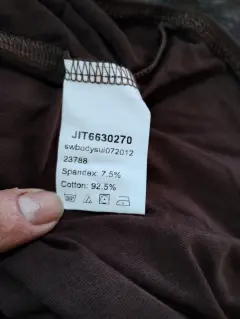 JIT6630270
swbodysui072012
23788
Spandex: 7.5%
Cotton: 92.5%